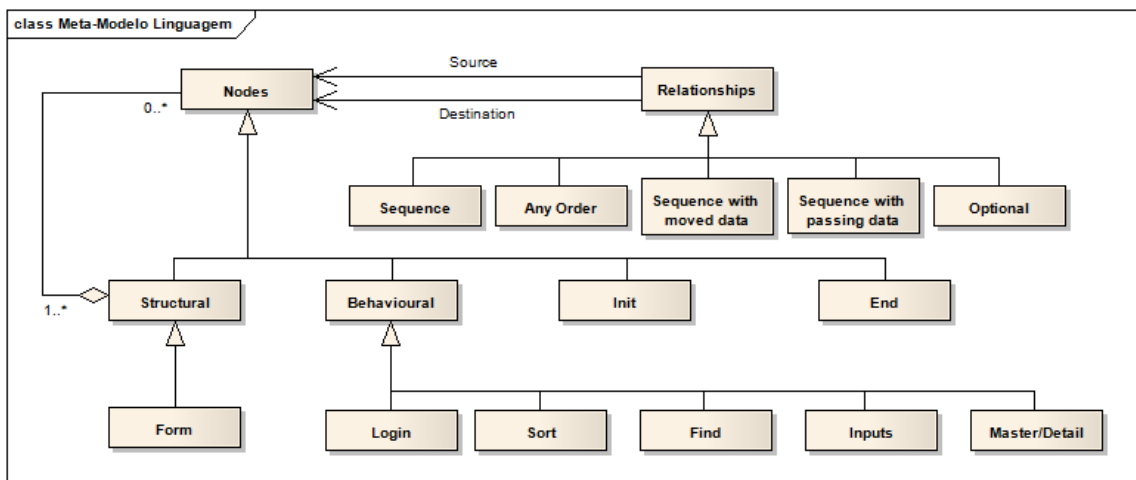 class Meta-Modelo Linguagem
Source
Nodes
Relationships
0..*
Destination
Sequence
Any Order
Sequence with
moved data
Sequence with
passing data
Optional
Structural
Behavioural
Init
End
1..*
Form
Login
Sort
Find
Inputs
Master/Detail